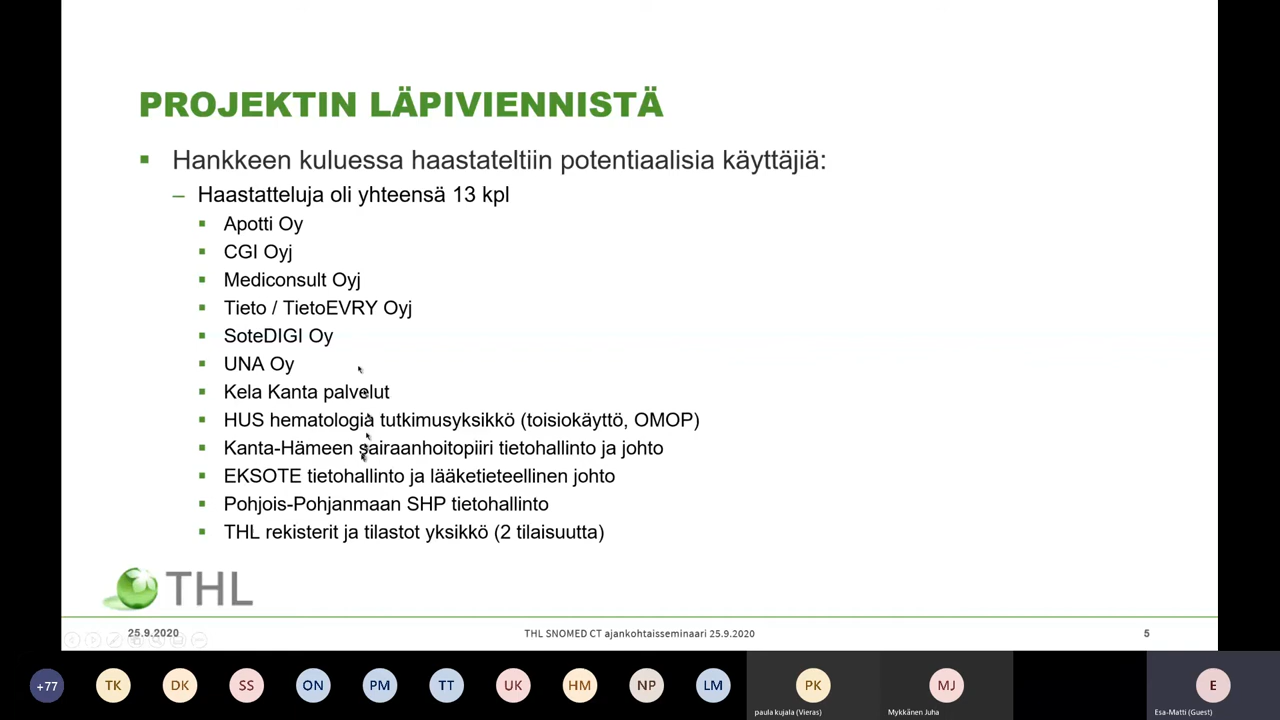 PROJEKTIN LÄPIVIENNISTÄ
Hankkeen kuluessa haastateltiin potentiaalisia käyttäjiä:
Haastatteluja oli yhteensä 13 kpl
Apotti Oy
CGI Oyj
Mediconsult Oyj
Tieto / TietoEVRY Oyj
SoteDIGI Oy
UNA Oy
Kela Kanta palvelut
HUS hematologia tutkimusyksikkö (toisiokäyttö, OMOP)
Kanta-Hämeen sairaanhoitopiiri tietohallinto ja johto
EKSOTE tietohallinto ja lääketieteellinen johto
Pohjois-Pohjanmaan SHP tietohallinto
THL rekisterit ja tilastot yksikkö (2 tilaisuutta)
THL
25.9.2020 THL SNOMED CT ajankohtaisseminaari 25.9.2020 5
+77 TK DK SS ON PM TT UK HM NP LM PK MJ E
paula kujala (Vieras) Mykkänen Juha Esa-Matti (Guest)